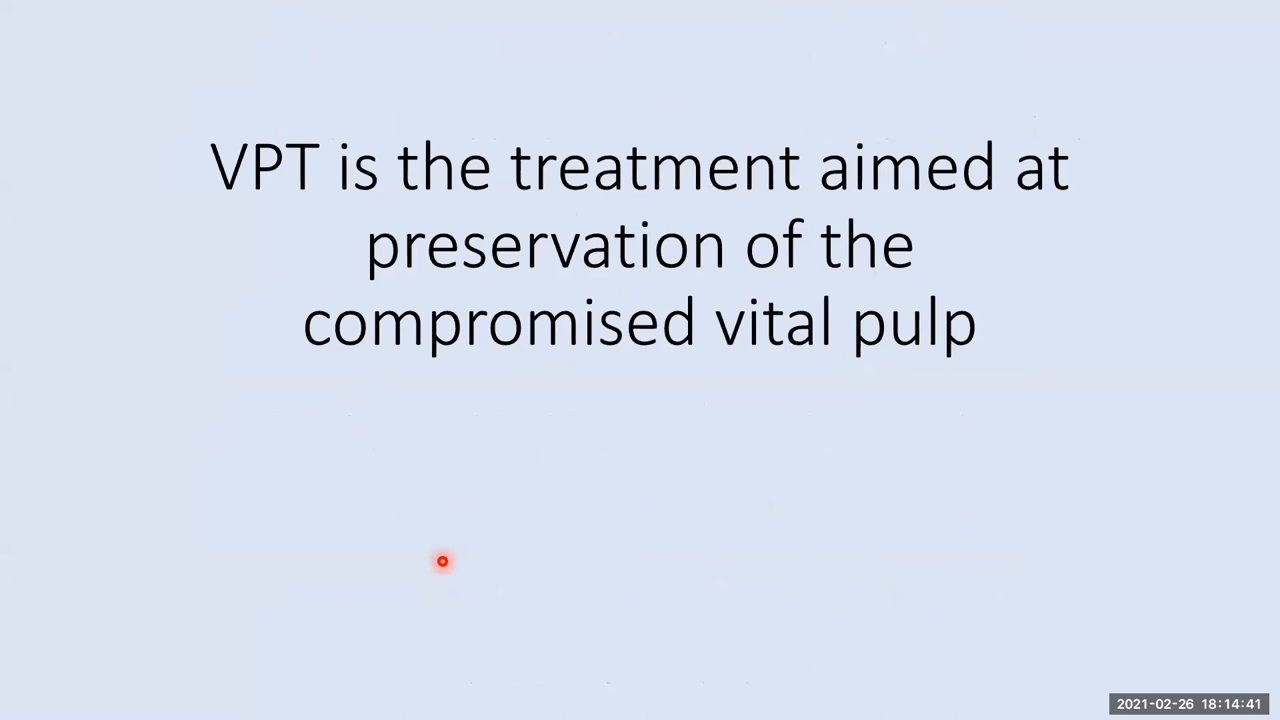 VPT is the treatment aimed at
preservation of the
compromised vital pulp
2021-02-26 18:14:41